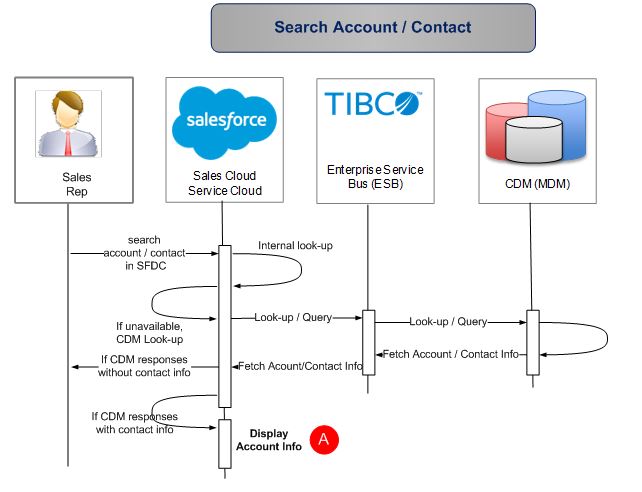 Search Account / Contact
salesforce
TIBCO™
Sales
Rep
Sales Cloud
Service Cloud
Enterprise Service
Bus (ESB)
CDM (MDM)
search
account / contact
in SFDC
Internal look-up
If unavailable,
CDM Look-up
Look-up / Query
Look-up / Query
If CDM responses
without contact info
Fetch Acount/Contact Info
Fetch Account / Contact Info
If CDM responses
with contact info
Display
Account Info
A